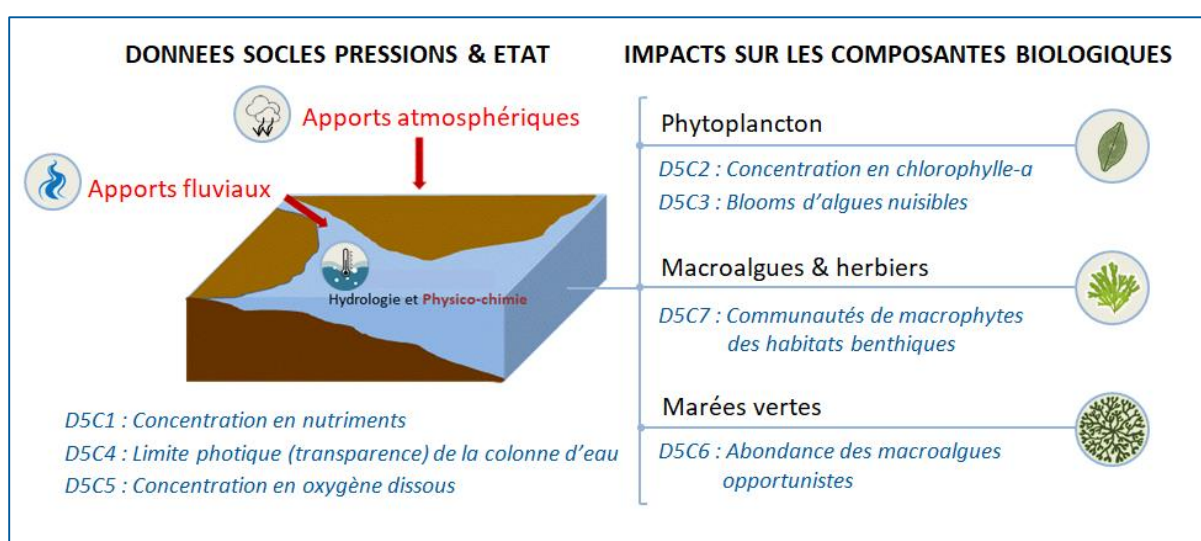 DONNEES SOCLES PRESSIONS & ETAT
Apports atmosphériques
Apports fluviaux
Hydrologie et Physico-chimie
D5C1 : Concentration en nutriments
D5C4 : Limite photique (transparence) de la colonne d'eau
D5C5 : Concentration en oxygène dissous
IMPACTS SUR LES COMPOSANTES BIOLOGIQUES
Phytoplancton
D5C2 : Concentration en chlorophylle-a
D5C3 : Blooms d'algues nuisibles
Macroalgues & herbiers
D5C7 : Communautés de macrophytes
des habitats benthiques
Marées vertes
D5C6 : Abondance des macroalgues
opportunistes